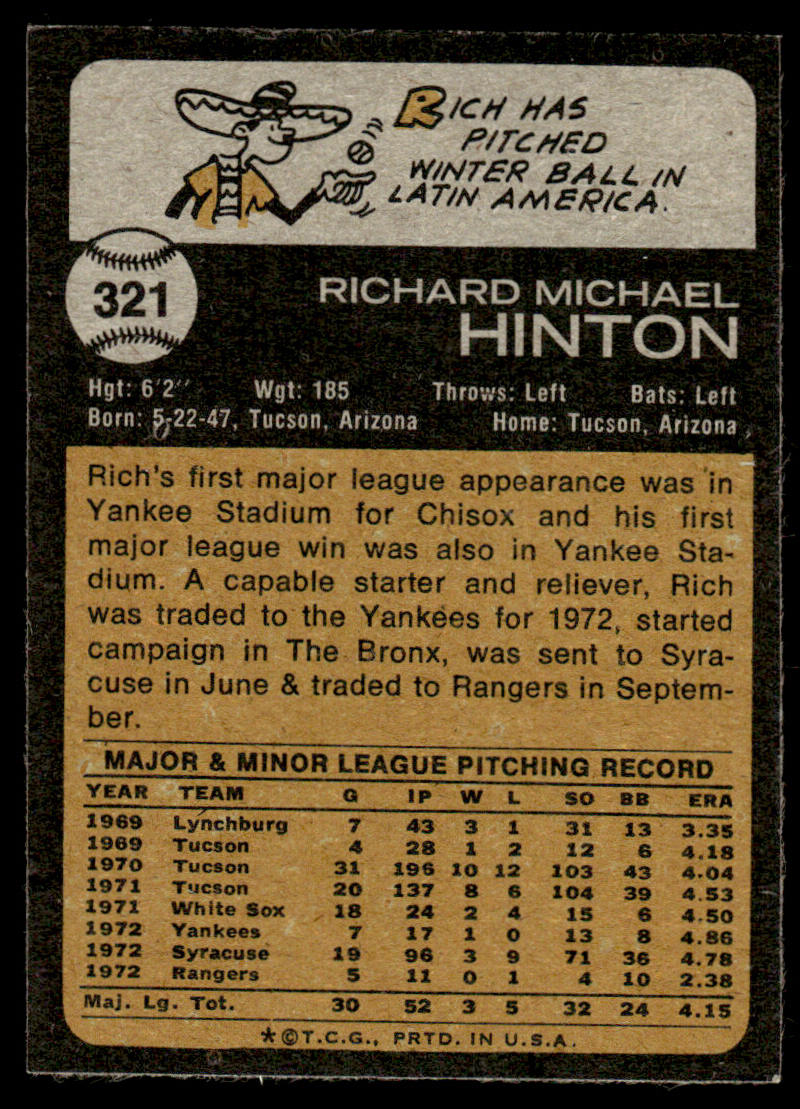 RICH HAS
PITCHED
WINTER BALL IN
LATIN AMERICA.
321
RICHARD MICHAEL
HINTON
Hgt: 6'2" Wgt: 185 Throws: Left Bats: Left
Born: 5-22-47, Tucson, Arizona Home: Tucson, Arizona
Rich's first major league appearance was in
Yankee Stadium for Chisox and his first
major league win was also in Yankee Sta-
dium. A capable starter and reliever, Rich
was traded to the Yankees for 1972, started
campaign in The Bronx, was sent to Syra-
cuse in June & traded to Rangers in Septem-
ber.
MAJOR & MINOR LEAGUE PITCHING RECORD
YEAR TEAM G IP W L SO BB ERA
1969 Lynchburg 7 43 3 1 31 13 3.35
1969 Tucson 4 28 1 2 12 6 4.18
1970 Tucson 31 196 10 12 103 43 4.04
1971 Tucson 20 137 8 6 104 39 4.53
1971 White Sox 18 24 2 4 15 6 4.50
1972 Yankees 7 17 1 0 13 8 4.86
1972 Syracuse 19 96 3 9 71 36 4.78
1972 Rangers 5 11 0 1 4 10 2.38
Maj. Lg. Tot. 30 52 3 5 32 24 4.15
*©T.C.G., PRTD. IN U.S.A.